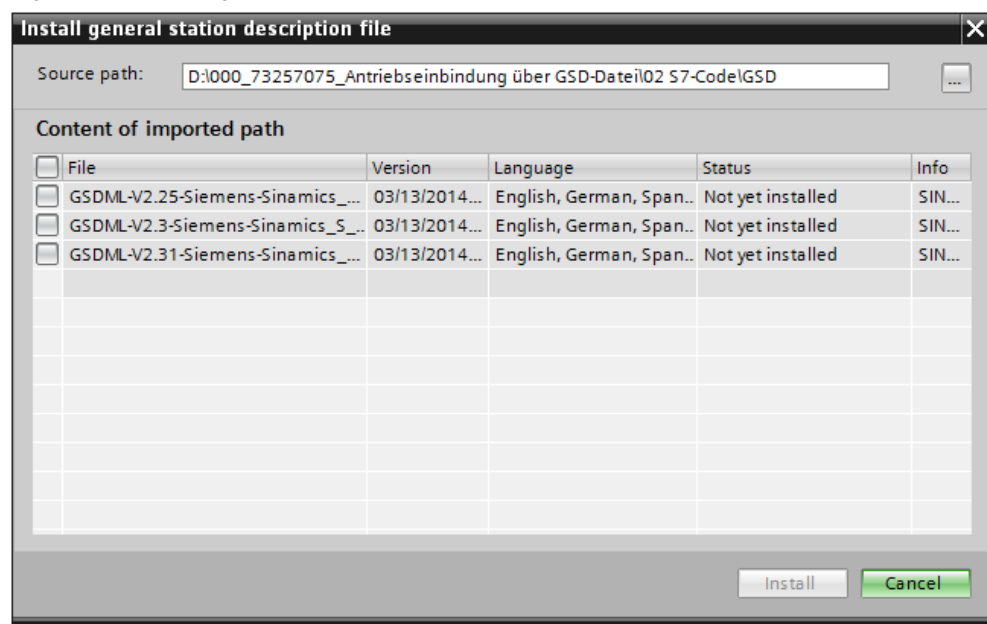 Install general station description file
Source path: D:\000_73257075_Antriebseinbindung über GSD-Datei\02 S7-Code\GSD ...
Content of imported path
File Version Language Status Info
GSDML-V2.25-Siemens-Sinamics_... 03/13/2014... English, German, Span... Not yet installed SIN...
GSDML-V2.3-Siemens-Sinamics_S_... 03/13/2014... English, German, Span... Not yet installed SIN...
GSDML-V2.31-Siemens-Sinamics_... 03/13/2014... English, German, Span... Not yet installed SIN...
Install Cancel